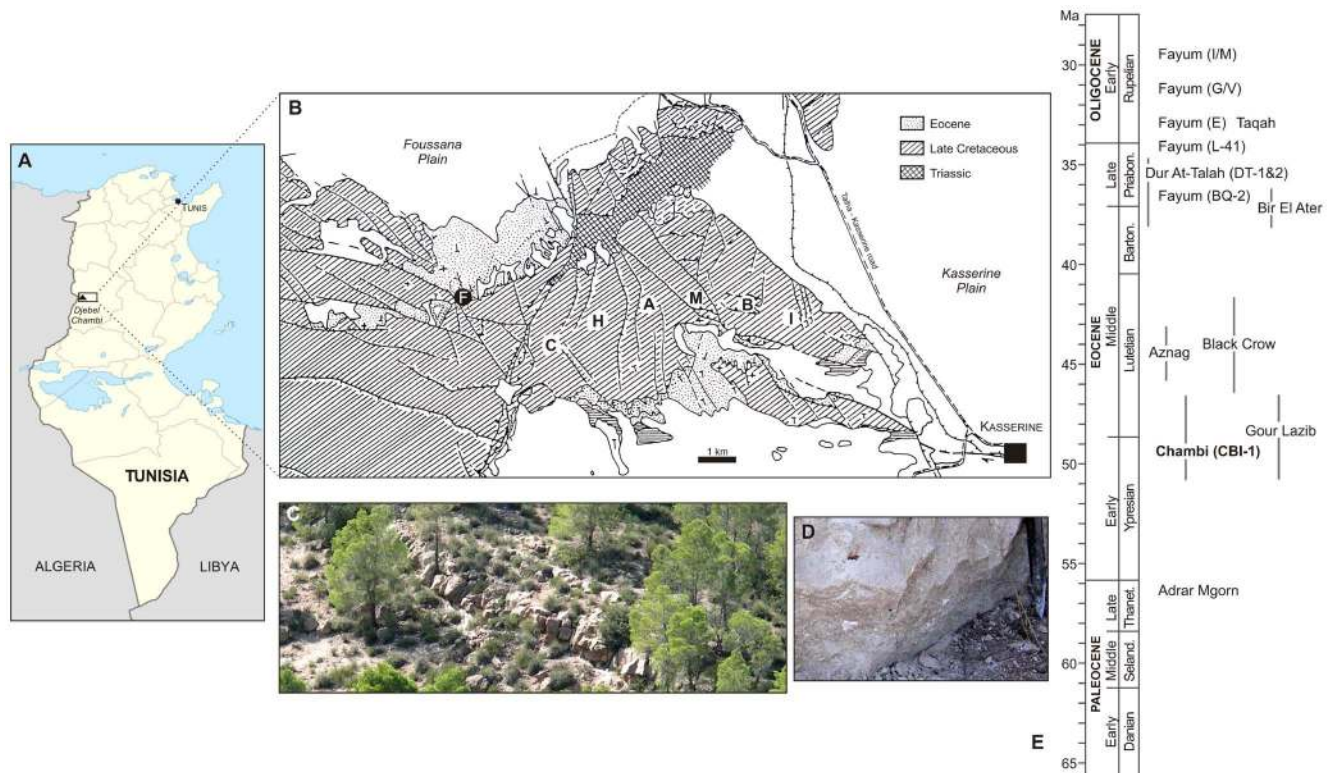 A
TUNIS
Djebel
Chambi
TUNISIA
ALGERIA
LIBYA
B
Foussana
Plain
Eocene
Late Cretaceous
Triassic
Talha - Kasserine road
Kasserine
Plain
F
H
A
M
B
I
C
KASSERINE
1 km
C
D
E
Ma
30
35
40
45
50
55
60
65
OLIGOCENE
EOCENE
PALEOCENE
Early
Late
Middle
Early
Late
Middle
Early
Rupelian
Priabon.
Barton.
Lutetian
Ypresian
Thanet.
Seland.
Danian
Fayum (I/M)
Fayum (G/V)
Fayum (E) Taqah
Fayum (L-41)
Dur At-Talah (DT-1&2)
Fayum (BQ-2)
Bir El Ater
Aznag
Black Crow
Gour Lazib
Chambi (CBI-1)
Adrar Mgorn